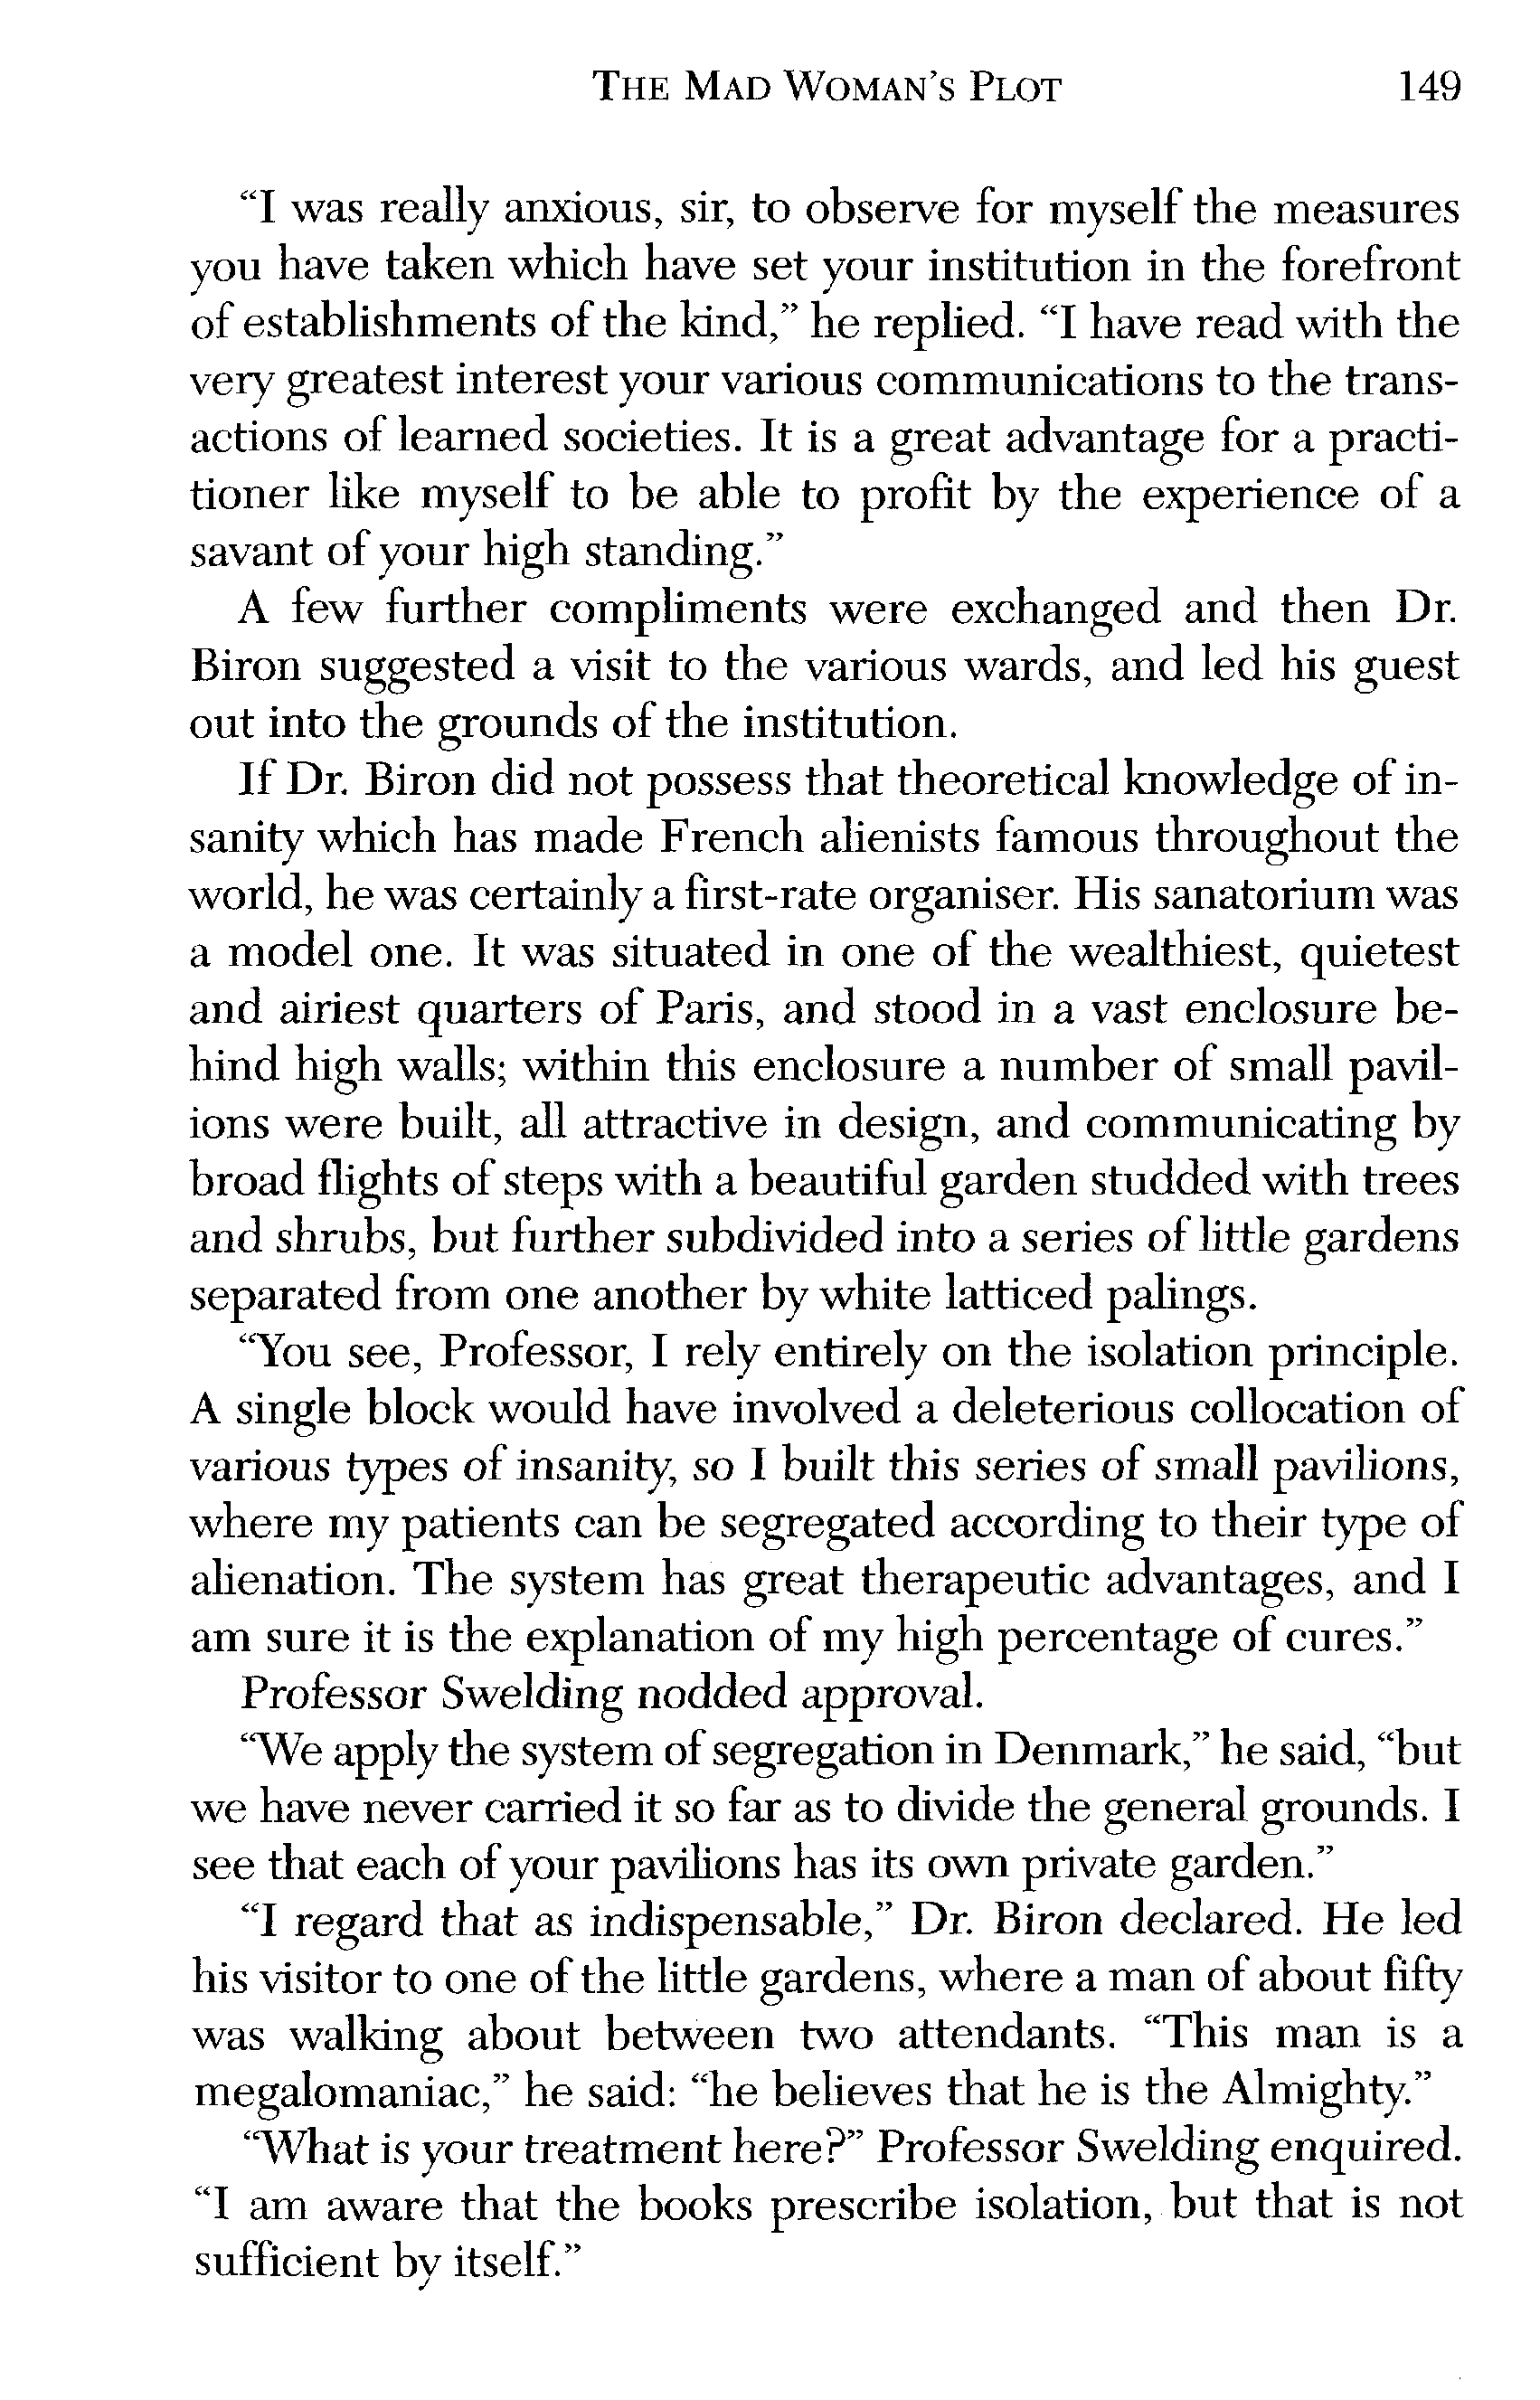 THE MAD WOMAN'S PLOT 149
“I was really anxious, sir, to observe for myself the measures
you have taken which have set your institution in the forefront
of establishments of the kind,” he replied. “I have read with the
very greatest interest your various communications to the trans-
actions of learned societies. It is a great advantage for a practi-
tioner like myself to be able to profit by the experience of a
savant of your high standing.”
A few further compliments were exchanged and then Dr.
Biron suggested a visit to the various wards, and led his guest
out into the grounds of the institution.
If Dr. Biron did not possess that theoretical knowledge of in-
sanity which has made French alienists famous throughout the
world, he was certainly a first-rate organiser. His sanatorium was
a model one. It was situated in one of the wealthiest, quietest
and airiest quarters of Paris, and stood in a vast enclosure be-
hind high walls; within this enclosure a number of small pavil-
ions were built, all attractive in design, and communicating by
broad flights of steps with a beautiful garden studded with trees
and shrubs, but further subdivided into a series of little gardens
separated from one another by white latticed palings.
“You see, Professor, I rely entirely on the isolation principle.
A single block would have involved a deleterious collocation of
various types of insanity, so I built this series of small pavilions,
where my patients can be segregated according to their type of
alienation. The system has great therapeutic advantages, and I
am sure it is the explanation of my high percentage of cures.”
Professor Swelding nodded approval.
“We apply the system of segregation in Denmark,” he said, “but
we have never carried it so far as to divide the general grounds. I
see that each of your pavilions has its own private garden.”
“I regard that as indispensable,” Dr. Biron declared. He led
his visitor to one of the little gardens, where a man of about fifty
was walking about between two attendants. “This man is a
megalomaniac,” he said: “he believes that he is the Almighty.”
“What is your treatment here?” Professor Swelding enquired.
“I am aware that the books prescribe isolation, but that is not
sufficient by itself.”